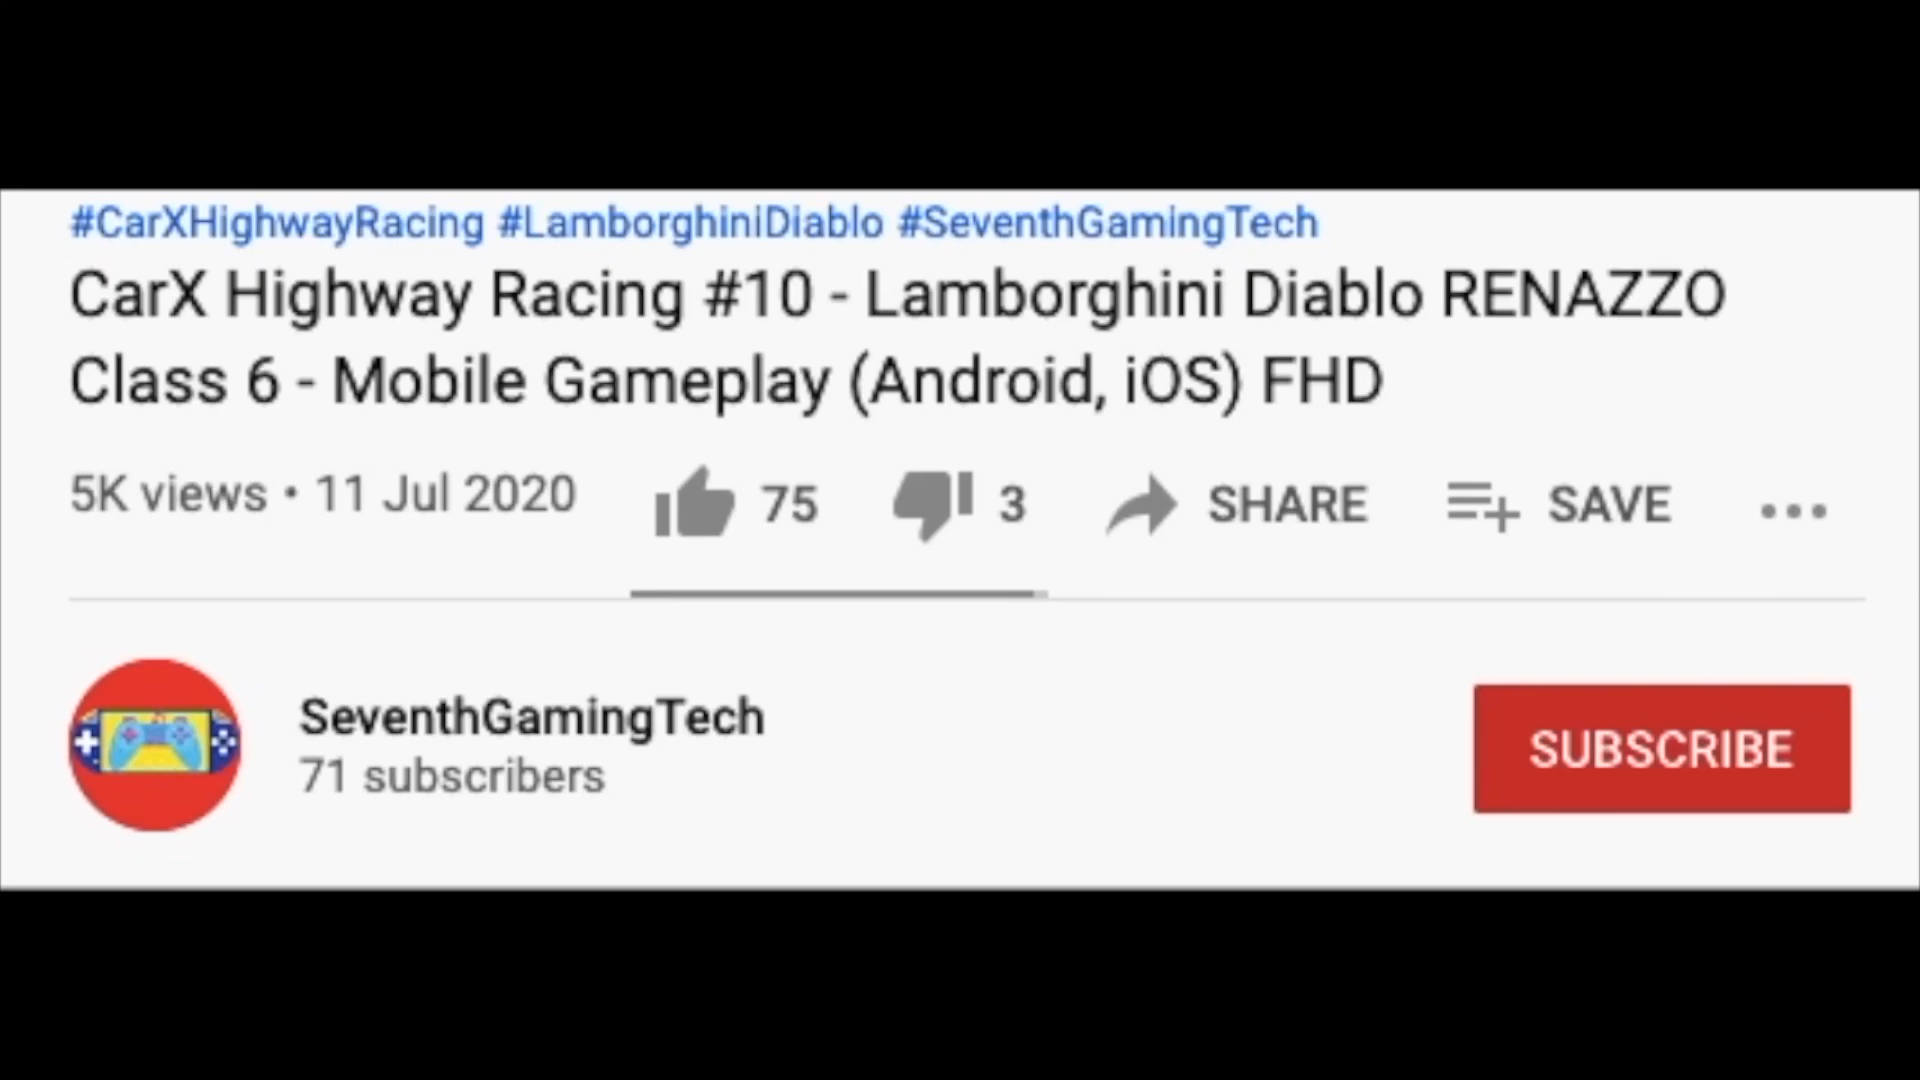 #CarXHighwayRacing #LamborghiniDiablo #SeventhGamingTech
CarX Highway Racing #10 - Lamborghini Diablo RENAZZO
Class 6 - Mobile Gameplay (Android, iOS) FHD
5K views • 11 Jul 2020 75 3 SHARE SAVE
SeventhGamingTech
71 subscribers
SUBSCRIBE